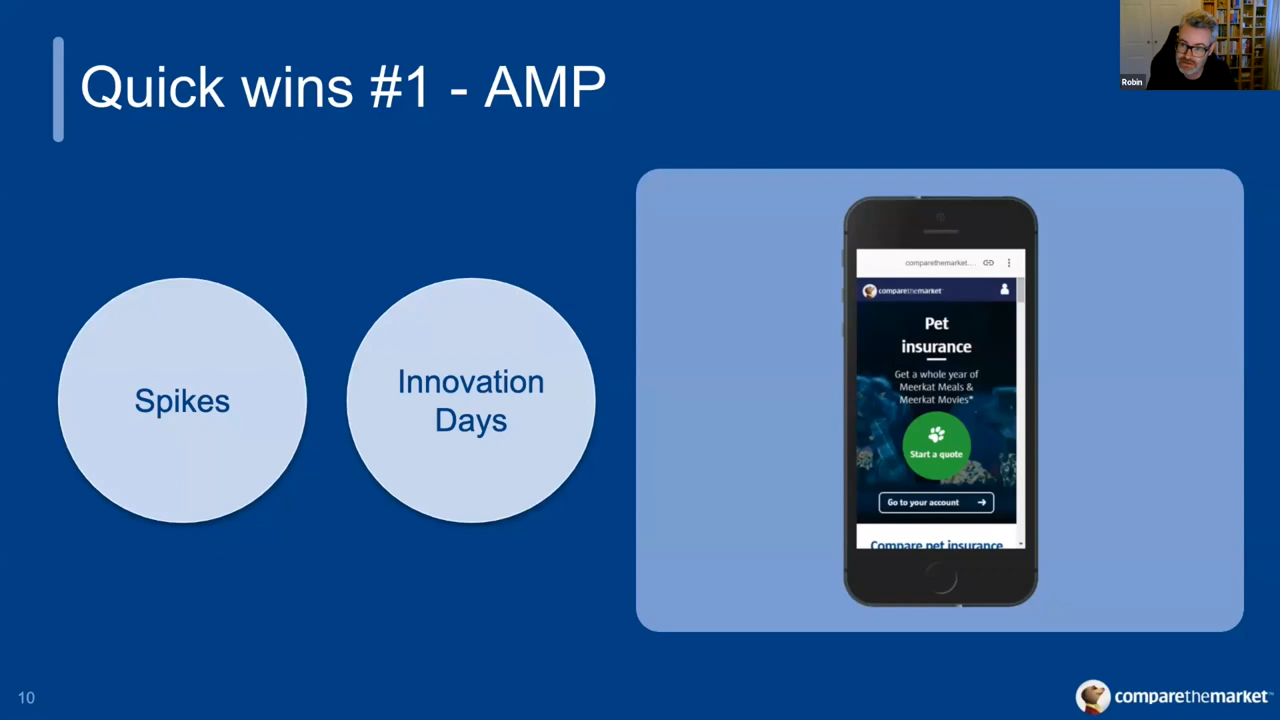 Robin
Quick wins #1 - AMP
Spikes
Innovation
Days
comparethemarket....
comparethemarket
Pet
insurance
Get a whole year of
Meerkat Meals &
Meerkat Movies*
Start a quote
Go to your account
Compare pet insurance
10
comparethemarket™